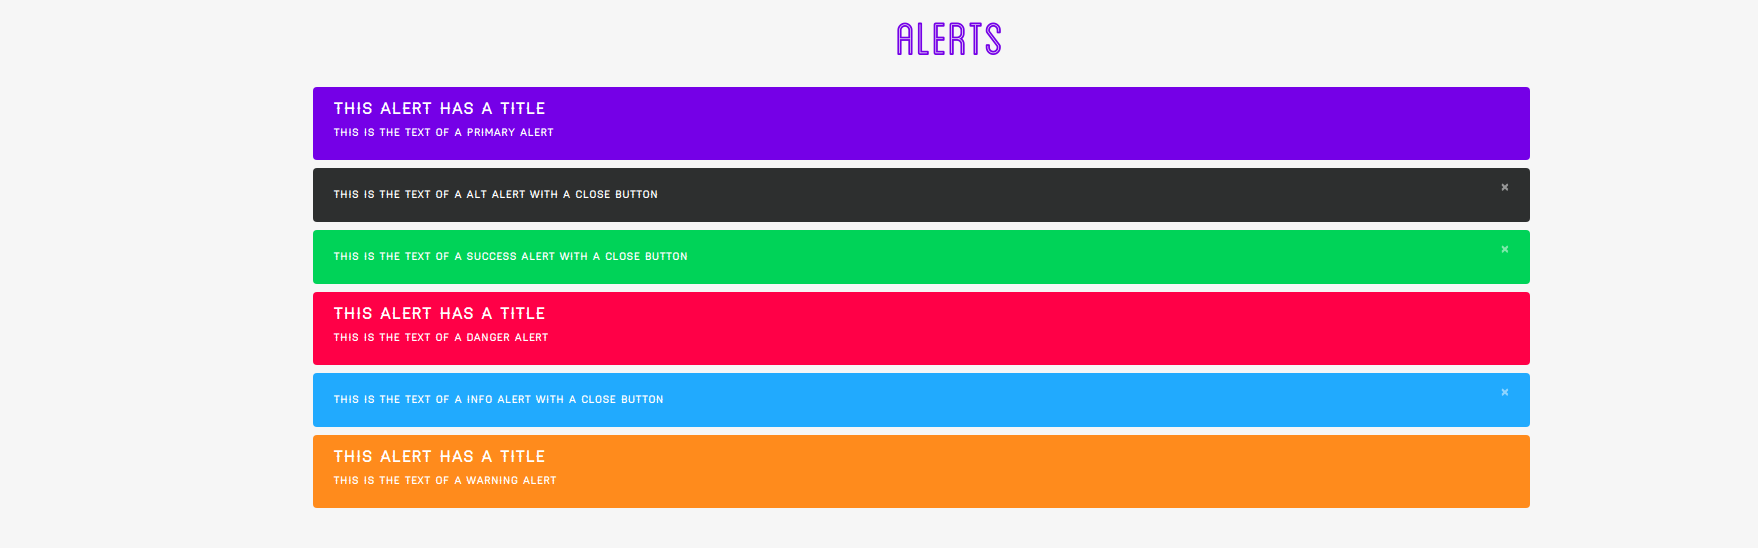 ALERTS
THIS ALERT HAS A TITLE
THIS IS THE TEXT OF A PRIMARY ALERT
THIS IS THE TEXT OF A ALT ALERT WITH A CLOSE BUTTON
×
THIS IS THE TEXT OF A SUCCESS ALERT WITH A CLOSE BUTTON
×
THIS ALERT HAS A TITLE
THIS IS THE TEXT OF A DANGER ALERT
THIS IS THE TEXT OF A INFO ALERT WITH A CLOSE BUTTON
×
THIS ALERT HAS A TITLE
THIS IS THE TEXT OF A WARNING ALERT